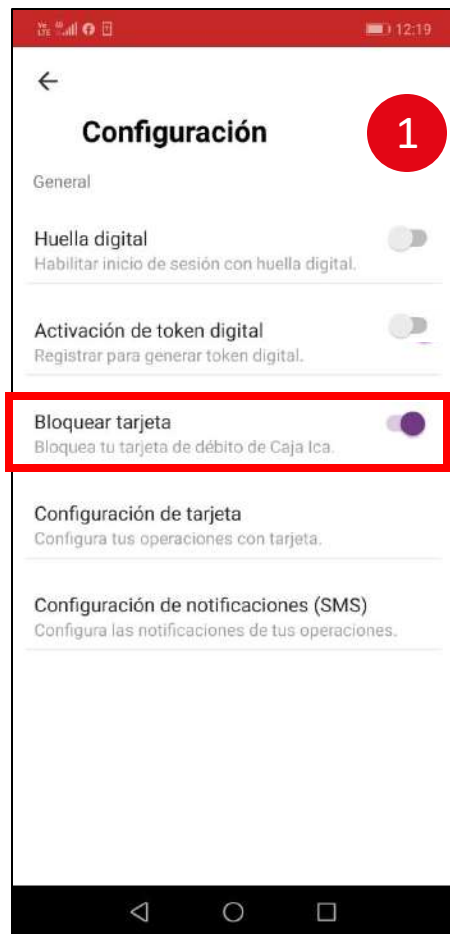 12:19
Configuración
1
General
Huella digital
Habilitar inicio de sesión con huella digital.
Activación de token digital
Registrar para generar token digital.
Bloquear tarjeta
Bloquea tu tarjeta de débito de Caja Ica.
Configuración de tarjeta
Configura tus operaciones con tarjeta.
Configuración de notificaciones (SMS)
Configura las notificaciones de tus operaciones.